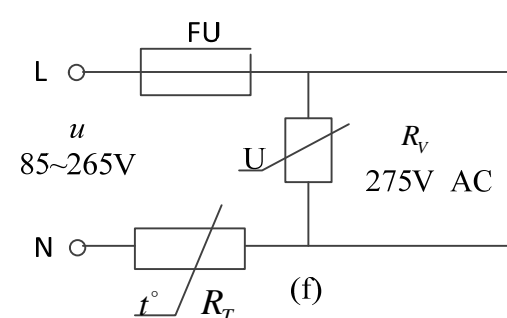 FU
L
u
85~265V
U
R_V
275V AC
N
t° R_T
(f)